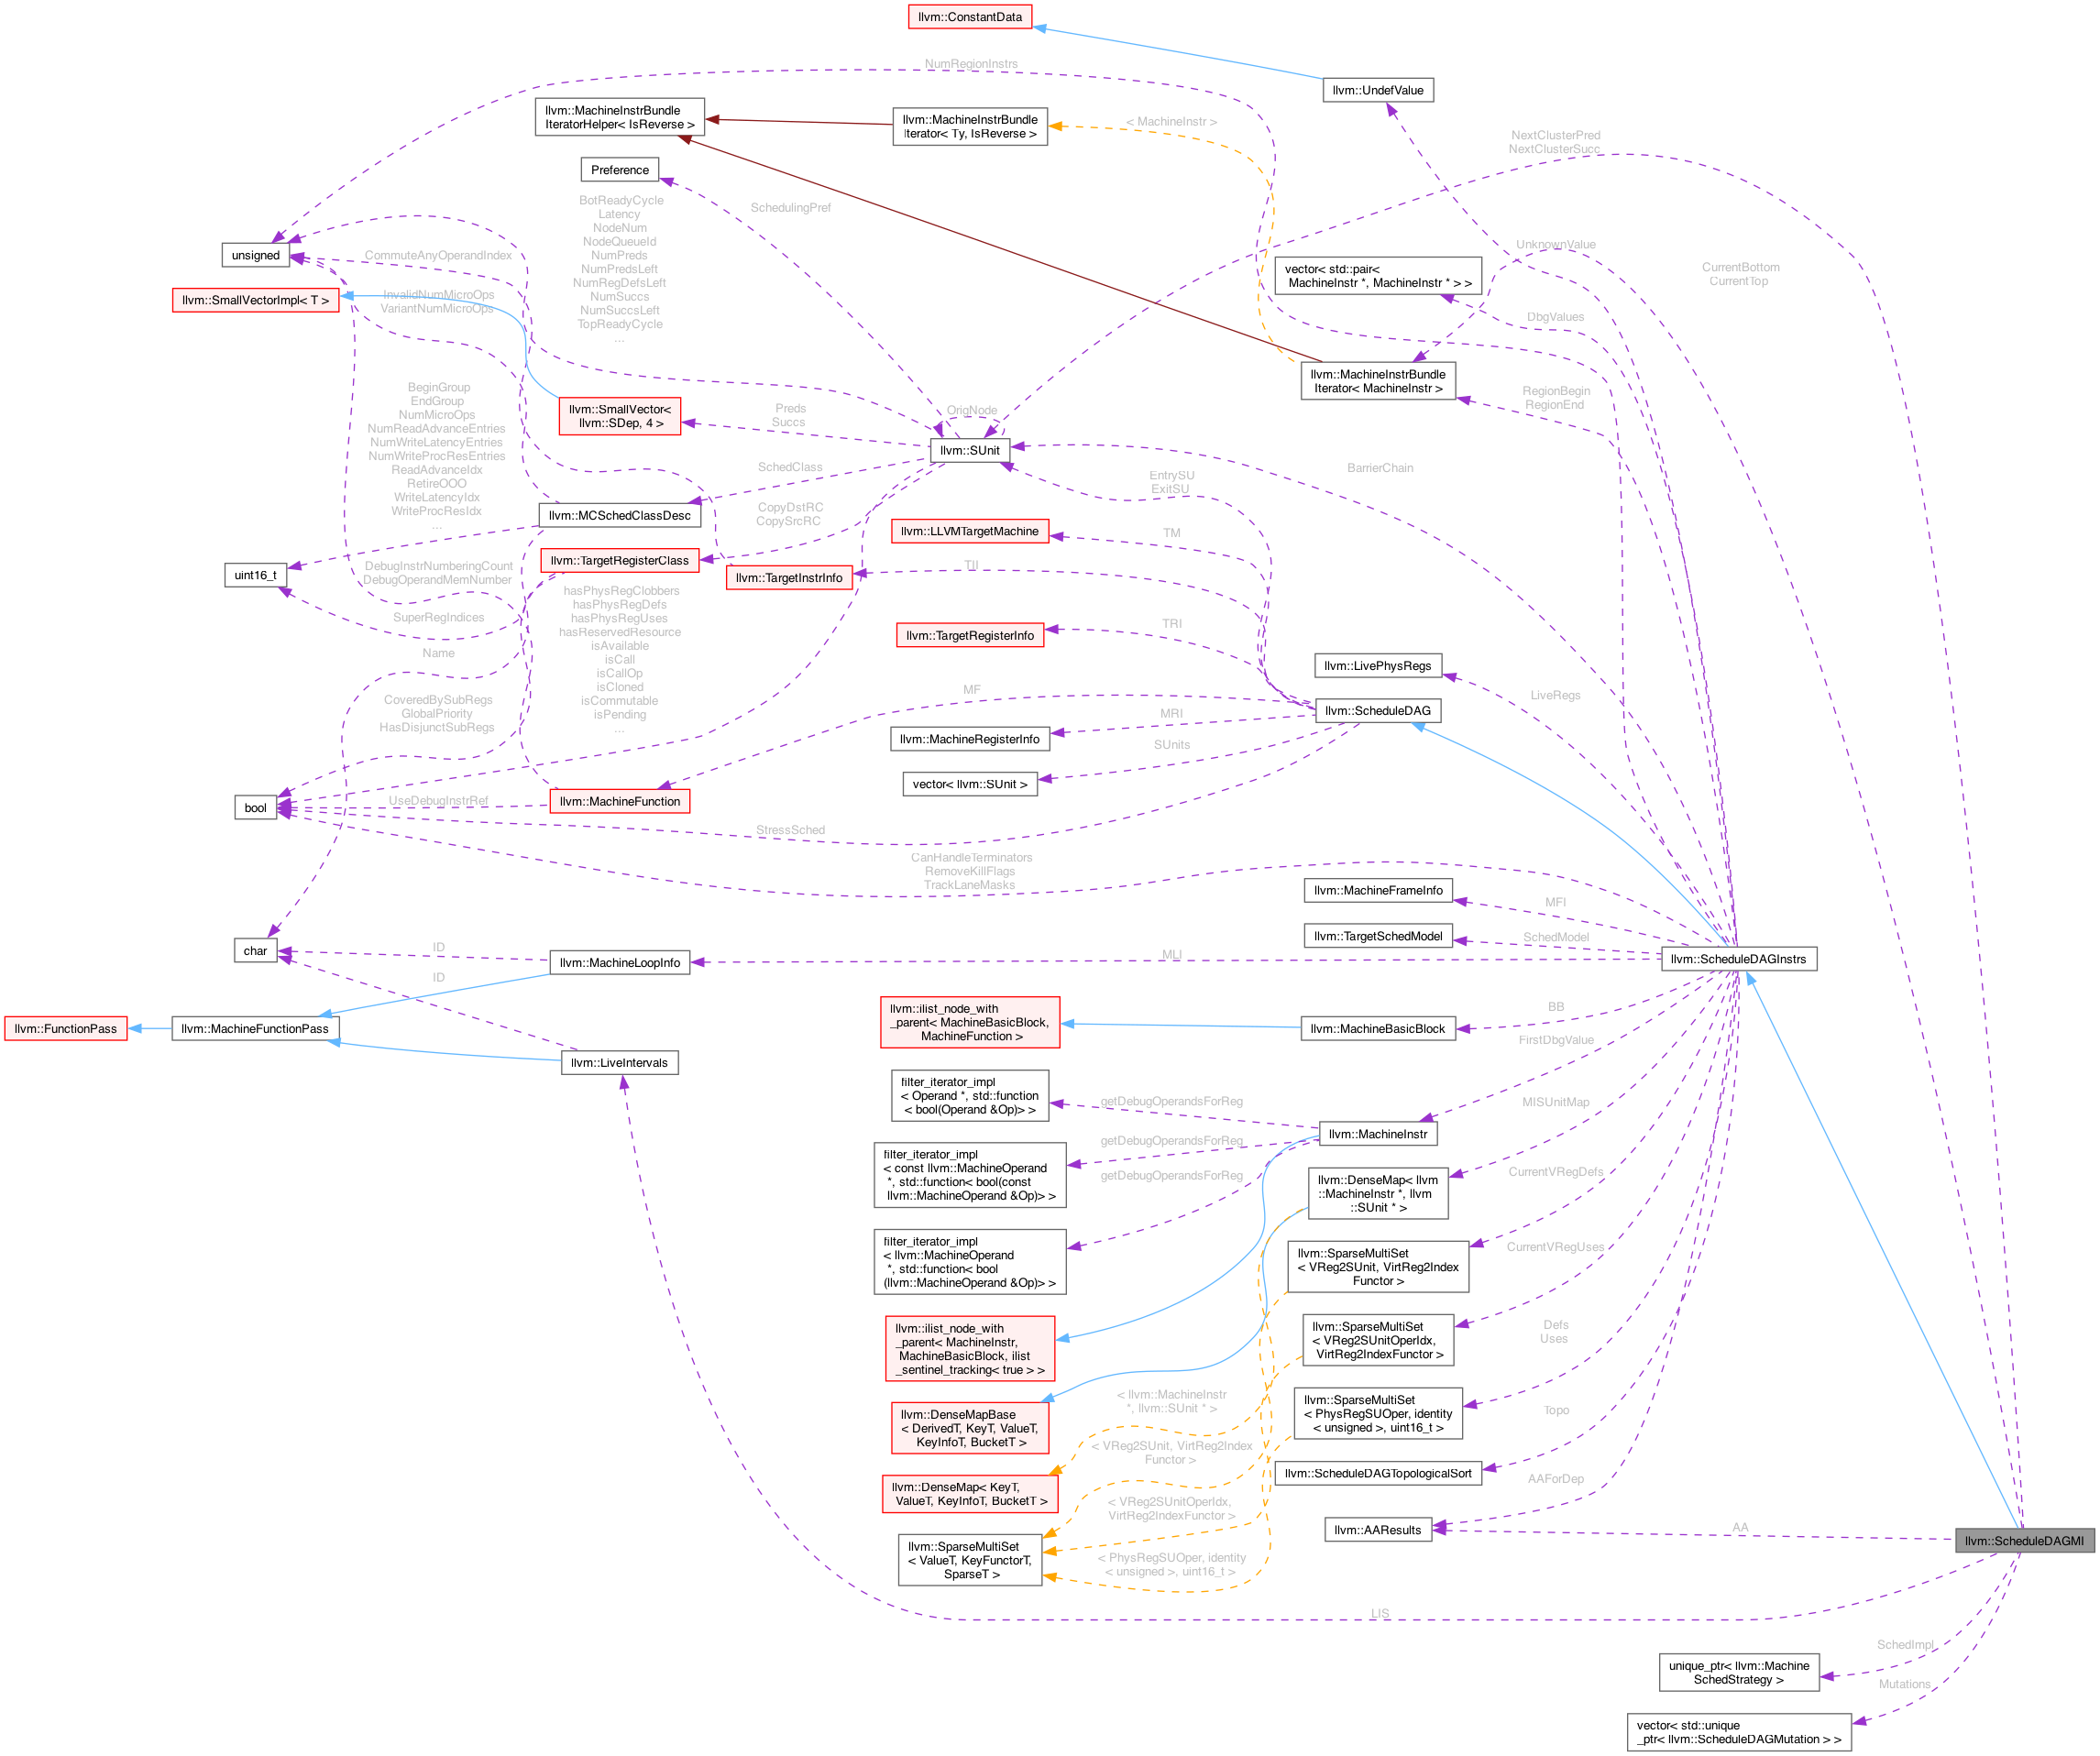 llvm::ConstantData
NumRegionInstrs
llvm::UndefValue
llvm::MachineInstrBundle
IteratorHelper< IsReverse >
llvm::MachineInstrBundle
Iterator< Ty, IsReverse >
< MachineInstr >
NextClusterPred
NextClusterSucc
Preference
SchedulingPref
BotReadyCycle
Latency
NodeNum
NodeQueueId
NumPreds
NumPredsLeft
NumRegDefsLeft
NumSuccs
NumSuccsLeft
TopReadyCycle
...
unsigned
CommuteAnyOperandIndex
UnknownValue
CurrentBottom
CurrentTop
vector< std::pair<
MachineInstr *, MachineInstr * > >
llvm::SmallVectorImpl< T >
InvalidNumMicroOps
VariantNumMicroOps
DbgValues
llvm::MachineInstrBundle
Iterator< MachineInstr >
RegionBegin
RegionEnd
BeginGroup
EndGroup
NumMicroOps
NumReadAdvanceEntries
NumWriteLatencyEntries
NumWriteProcResEntries
ReadAdvanceIdx
RetireOOO
WriteLatencyIdx
WriteProcResIdx
...
llvm::SmallVector<
llvm::SDep, 4 >
Preds
Succs
OrigNode
llvm::SUnit
SchedClass
BarrierChain
EntrySU
ExitSU
llvm::MCSchedClassDesc
CopyDstRC
CopySrcRC
llvm::LLVMTargetMachine
TM
uint16_t
DebugInstrNumberingCount
DebugOperandMemNumber
llvm::TargetRegisterClass
llvm::TargetInstrInfo
TII
hasPhysRegClobbers
hasPhysRegDefs
hasPhysRegUses
hasReservedResource
isAvailable
isCall
isCallOp
isCloned
isCommutable
isPending
...
SuperRegIndices
llvm::TargetRegisterInfo
TRI
Name
llvm::LivePhysRegs
LiveRegs
CoveredBySubRegs
GlobalPriority
HasDisjunctSubRegs
MF
llvm::ScheduleDAG
MRI
llvm::MachineRegisterInfo
SUnits
vector< llvm::SUnit >
bool
UseDebugInstrRef
llvm::MachineFunction
StressSched
CanHandleTerminators
RemoveKillFlags
TrackLaneMasks
llvm::MachineFrameInfo
MFI
llvm::TargetSchedModel
SchedModel
char
ID
llvm::MachineLoopInfo
MLI
llvm::ScheduleDAGInstrs
ID
llvm::FunctionPass
llvm::MachineFunctionPass
llvm::LiveIntervals
llvm::ilist_node_with
_parent< MachineBasicBlock,
MachineFunction >
llvm::MachineBasicBlock
BB
FirstDbgValue
filter_iterator_impl
< Operand *, std::function
< bool(Operand &Op)> >
getDebugOperandsForReg
MISUnitMap
llvm::MachineInstr
filter_iterator_impl
< const llvm::MachineOperand
*, std::function< bool(const
llvm::MachineOperand &Op)> >
getDebugOperandsForReg
getDebugOperandsForReg
CurrentVRegDefs
llvm::DenseMap< llvm
::MachineInstr *, llvm
::SUnit * >
filter_iterator_impl
< llvm::MachineOperand
*, std::function< bool
(llvm::MachineOperand &Op)> >
llvm::SparseMultiSet
< VReg2SUnit, VirtReg2Index
Functor >
CurrentVRegUses
llvm::ilist_node_with
_parent< MachineInstr,
MachineBasicBlock, ilist
_sentinel_tracking< true > >
llvm::SparseMultiSet
< VReg2SUnitOperIdx,
VirtReg2IndexFunctor >
Defs
Uses
llvm::DenseMapBase
< DerivedT, KeyT, ValueT,
KeyInfoT, BucketT >
< llvm::MachineInstr
*, llvm::SUnit * >
llvm::SparseMultiSet
< PhysRegSUOper, identity
< unsigned >, uint16_t >
Topo
< VReg2SUnit, VirtReg2Index
Functor >
llvm::ScheduleDAGTopologicalSort
AAForDep
llvm::DenseMap< KeyT,
ValueT, KeyInfoT, BucketT >
< VReg2SUnitOperIdx,
VirtReg2IndexFunctor >
llvm::AAResults
AA
llvm::ScheduleDAGMI
llvm::SparseMultiSet
< ValueT, KeyFunctorT,
SparseT >
< PhysRegSUOper, identity
< unsigned >, uint16_t >
LIS
SchedImpl
unique_ptr< llvm::Machine
SchedStrategy >
Mutations
vector< std::unique
_ptr< llvm::ScheduleDAGMutation > >